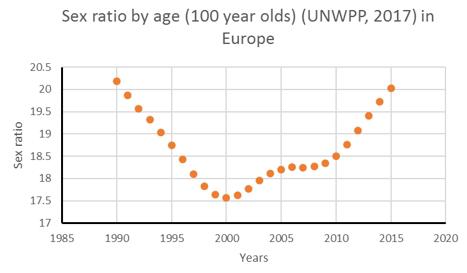 Sex ratio by age (100 year olds) (UNWPP, 2017) in
Europe
20.5
20
19.5
19
18.5
18
17.5
17
Sex ratio
1985 1990 1995 2000 2005 2010 2015 2020
Years